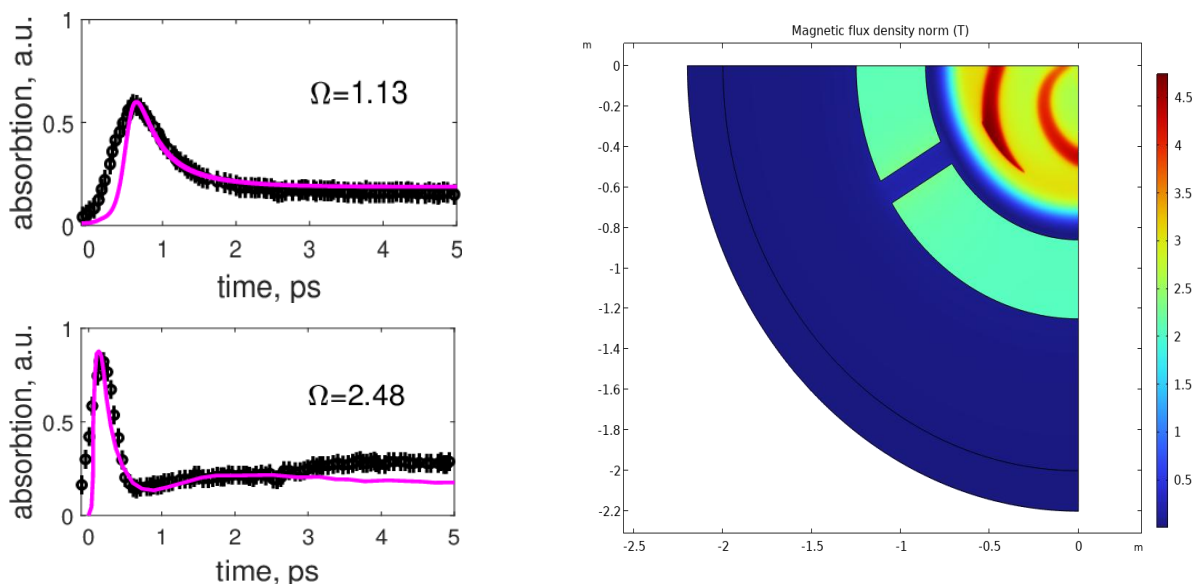 1
0.5
0
absorbtion, a.u.
Ω=1.13
0 1 2 3 4 5
time, ps
1
0.5
0
absorbtion, a.u.
Ω=2.48
0 1 2 3 4 5
time, ps
Magnetic flux density norm (T)
m
0
-0.2
-0.4
-0.6
-0.8
-1
-1.2
-1.4
-1.6
-1.8
-2
-2.2
-2.5 -2 -1.5 -1 -0.5 0 m
4.5
4
3.5
3
2.5
2
1.5
1
0.5